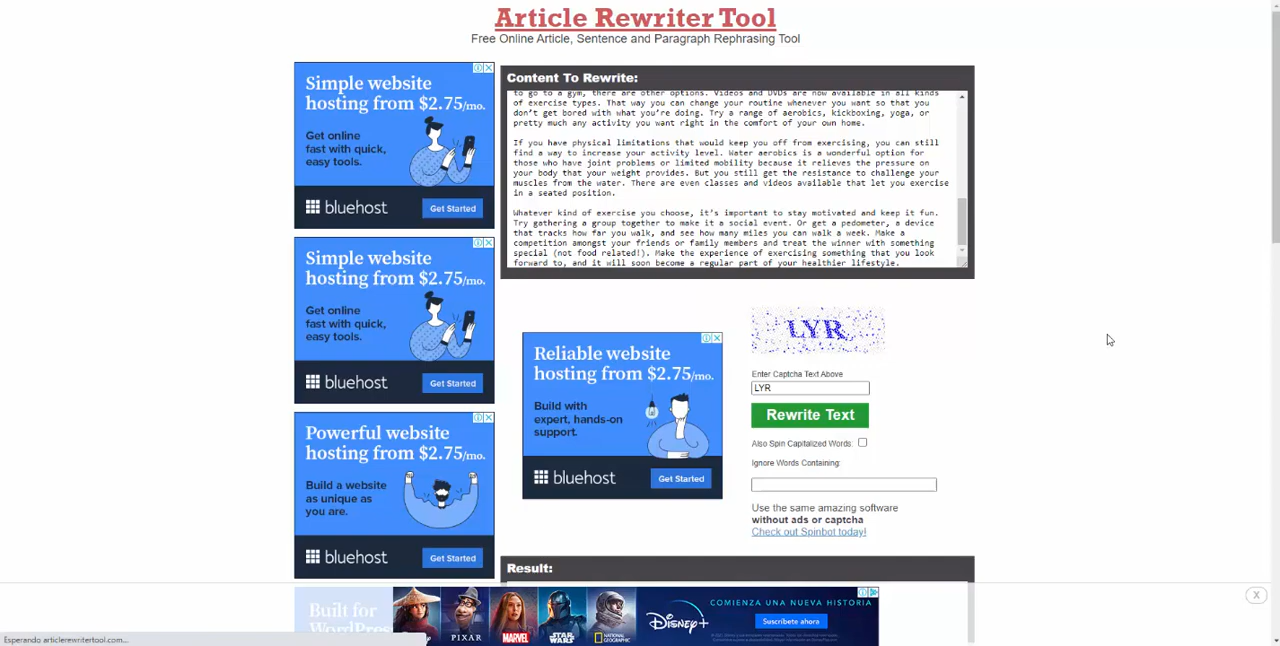 Article Rewriter Tool
Free Online Article, Sentence and Paragraph Rephrasing Tool
Simple website
hosting from $2.75/mo.
Get online
fast with quick,
easy tools.
bluehost
Get Started
Simple website
hosting from $2.75/mo.
Get online
fast with quick,
easy tools.
bluehost
Get Started
Powerful website
hosting from $2.75/mo.
Build a website
as unique as
you are.
bluehost
Get Started
Content To Rewrite:
to go to a gym, there are other options. Videos and DVDs are now available in all kinds
of exercise types. That way you can change your routine whenever you want so that you
don't get bored with what you're doing. Try a range of aerobics, kickboxing, yoga, or
pretty much any activity you want right in the comfort of your own home.
If you have physical limitations that would keep you off from exercising, you can still
find a way to increase your activity level. Water aerobics is a wonderful option for
those who have joint problems or limited mobility because it relieves the pressure on
your body that your weight provides. But you still get the resistance to challenge your
muscles from the water. There are even classes and videos available that let you exercise
in a seated position.
Whatever kind of exercise you choose, it's important to stay motivated and keep it fun.
Try gathering a group together to make it a social event. Or get a pedometer, a device
that tracks how far you walk, and see how many miles you can walk a week. Make a
competition amongst your friends or family members and treat the winner with something
special (not food related!). Make the experience of exercising something that you look
forward to, and it will soon become a regular part of your healthier lifestyle.
Reliable website
hosting from $2.75/mo.
Build with
expert, hands-on
support.
bluehost
Get Started
LYR
Enter Captcha Text Above
LYR
Rewrite Text
Also Spin Capitalized Words:
Ignore Words Containing:
Use the same amazing software
without ads or captcha
Check out Spinbot today!
Result:
Built for
WordPress
PIXAR
MARVEL
STAR WARS
NATIONAL GEOGRAPHIC
Disney+
COMIENZA UNA NUEVA HISTORIA
Suscríbete ahora
X
Esperando articlerewritertool.com...